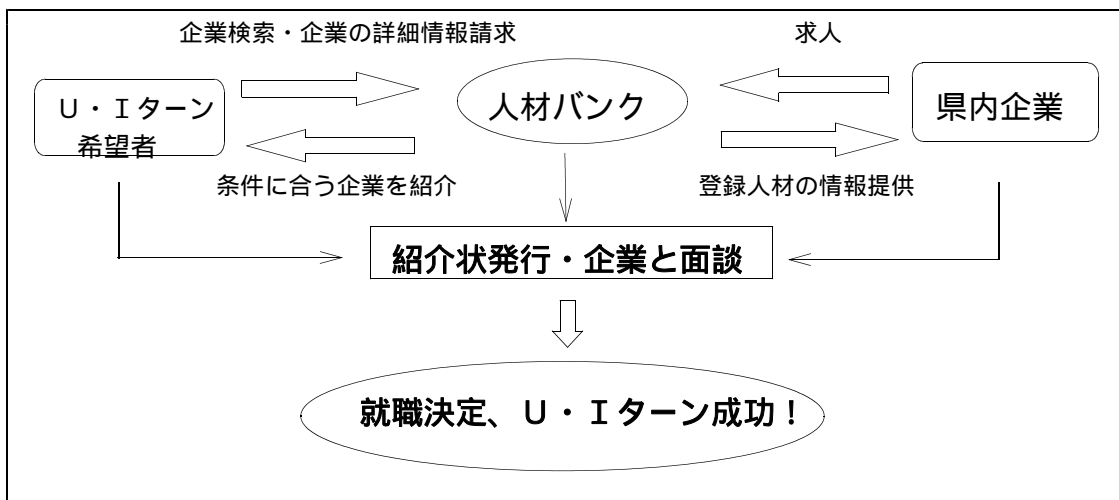 企業検索・企業の詳細情報請求
求人
U・Iターン
希望者
人材バンク
県内企業
条件に合う企業を紹介
登録人材の情報提供
紹介状発行・企業と面談
就職決定、U・Iターン成功！